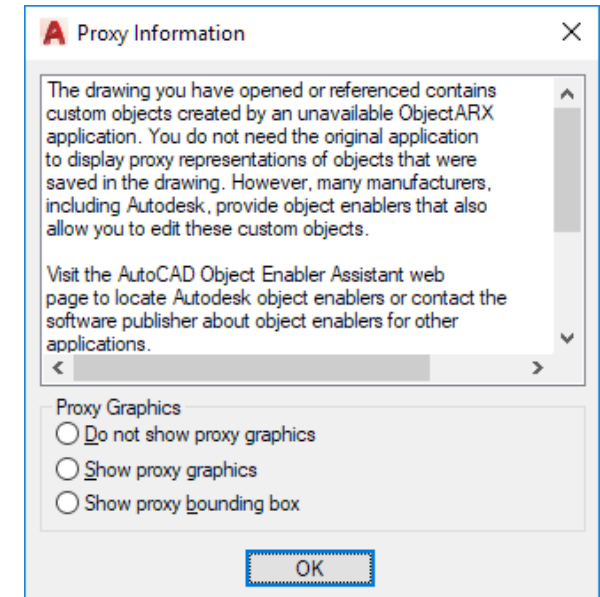 Proxy Information
The drawing you have opened or referenced contains
custom objects created by an unavailable ObjectARX
application. You do not need the original application
to display proxy representations of objects that were
saved in the drawing. However, many manufacturers,
including Autodesk, provide object enablers that also
allow you to edit these custom objects.
Visit the AutoCAD Object Enabler Assistant web
page to locate Autodesk object enablers or contact the
software publisher about object enablers for other
applications.
Proxy Graphics
Do not show proxy graphics
Show proxy graphics
Show proxy bounding box
OK